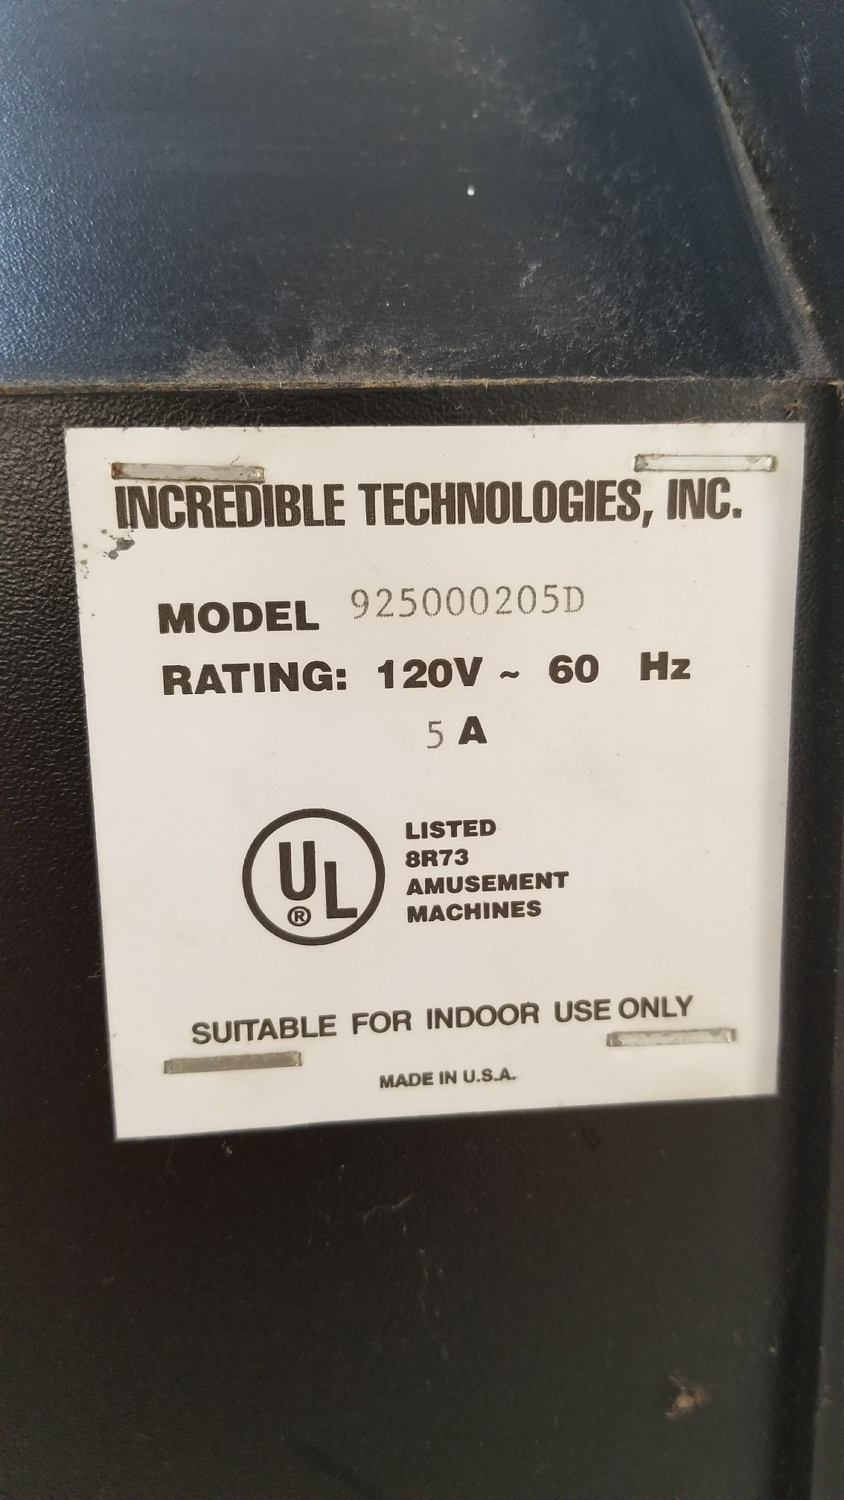 INCREDIBLE TECHNOLOGIES, INC.
MODEL 925000205D
RATING: 120V ~ 60 Hz
5 A
UL®
LISTED
8R73
AMUSEMENT
MACHINES
SUITABLE FOR INDOOR USE ONLY
MADE IN U.S.A.